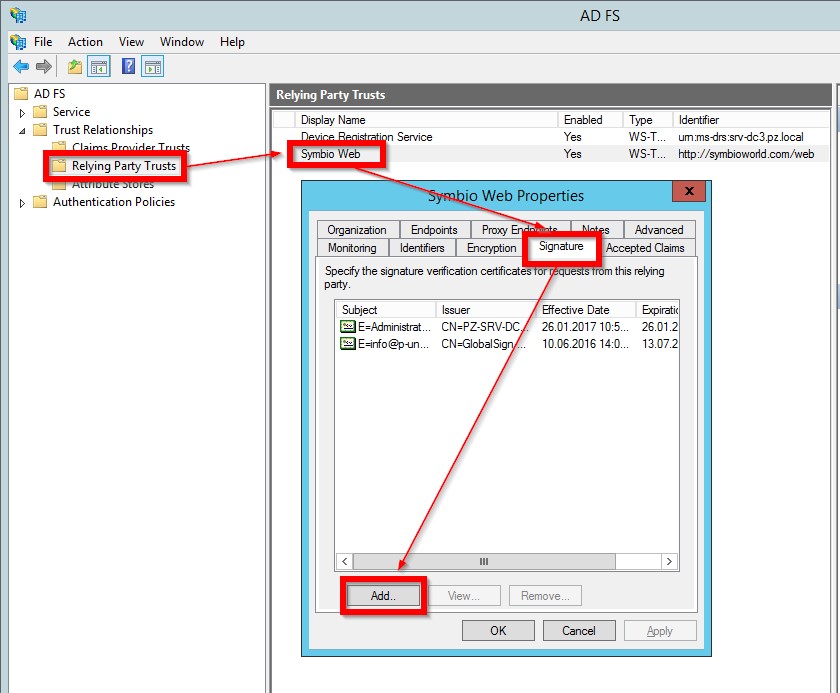 AD FS
File Action View Window Help
AD FS
Service
Trust Relationships
Claims Provider Trusts
Relying Party Trusts
Attribute Stores
Authentication Policies
Relying Party Trusts
Display Name Enabled Type Identifier
Device Registration Service Yes WS-T... urn:ms-drs:srv-dc3.pz.local
Symbio Web Yes WS-T... http://symbioworld.com/web
Symbio Web Properties
Organization Endpoints Proxy Endpoints Notes Advanced
Monitoring Identifiers Encryption Signature Accepted Claims
Specify the signature verification certificates for requests from this relying
party.
Subject Issuer Effective Date Expiratic
E=Administrat... CN=PZ-SRV-DC... 26.01.2017 10:5... 26.01.2
E=info@p-un... CN=GlobalSign ... 10.06.2016 14:0... 13.07.2
Add.. View... Remove...
OK Cancel Apply